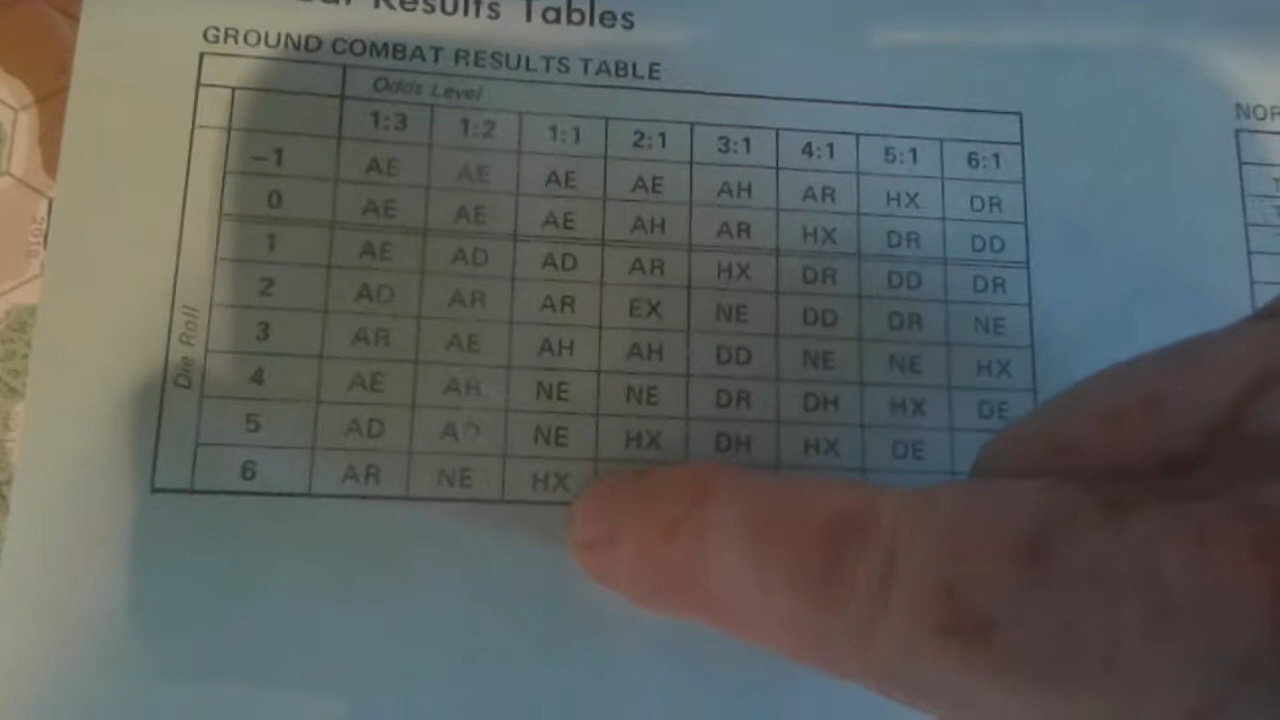 Results Tables
GROUND COMBAT RESULTS TABLE
Odds Level
1:3 1:2 1:1 2:1 3:1 4:1 5:1 6:1
Die Roll
-1 AE AE AE AE AH AR HX DR
0 AE AE AE AH AR HX DR DD
1 AE AD AD AR HX DR DD DR
2 AD AR AR EX NE DD DR NE
3 AR AE AH AH DD NE NE HX
4 AE AR NE NE DR DH HX DE
5 AD AD NE HX DH HX DE
6 AR NE HX
2018